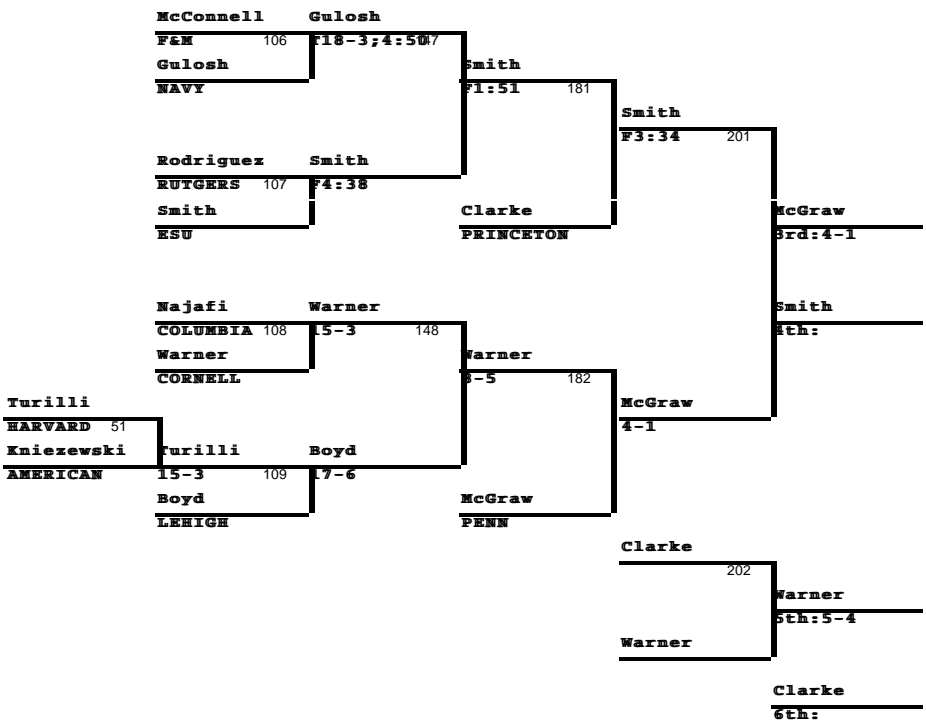 McConnell Gulosh
F&M 106 T18-3;4:50 147
Gulosh Smith
NAVY F1:51 181
Smith
F3:34 201
Rodriguez Smith
RUTGERS 107 F4:38
Smith Clarke McGraw
ESU PRINCETON 3rd:4-1
Najafi Warner Smith
COLUMBIA 108 15-3 148 4th:
Warner Warner
CORNELL 8-5 182
Turilli McGraw
HARVARD 51 4-1
Kniezewski Turilli Boyd
AMERICAN 15-3 109 17-6
Boyd McGraw
LEHIGH PENN
Clarke
202
Warner
5th:5-4
Warner
Clarke
6th: